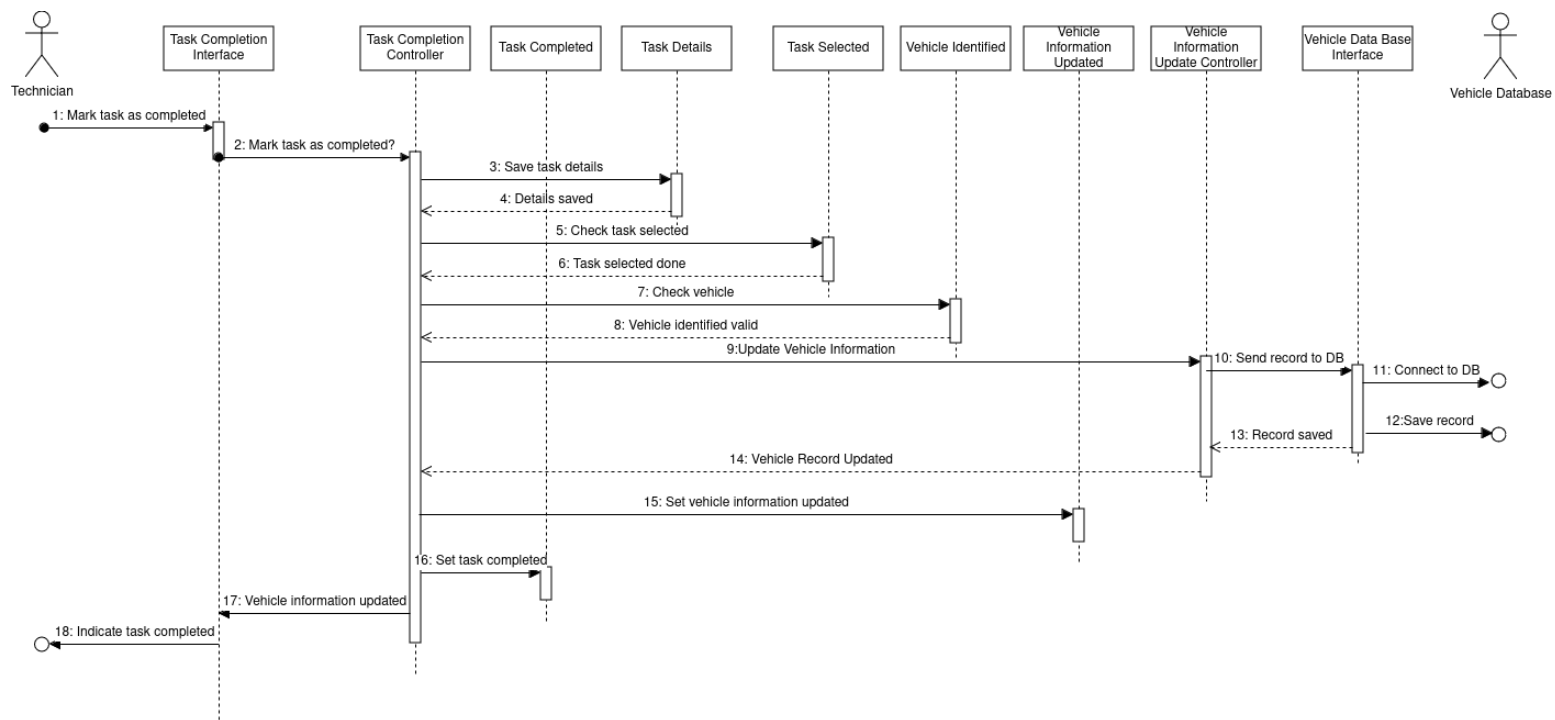 Task Completion
Interface
Task Completion
Controller
Task Completed
Task Details
Task Selected
Vehicle Identified
Vehicle
Information
Updated
Vehicle
Information
Update Controller
Vehicle Data Base
Interface
Technician
Vehicle Database
1: Mark task as completed
2: Mark task as completed?
3: Save task details
4: Details saved
5: Check task selected
6: Task selected done
7: Check vehicle
8: Vehicle identified valid
9:Update Vehicle Information
10: Send record to DB
11: Connect to DB
12:Save record
13: Record saved
14: Vehicle Record Updated
15: Set vehicle information updated
16: Set task completed
17: Vehicle information updated
18: Indicate task completed